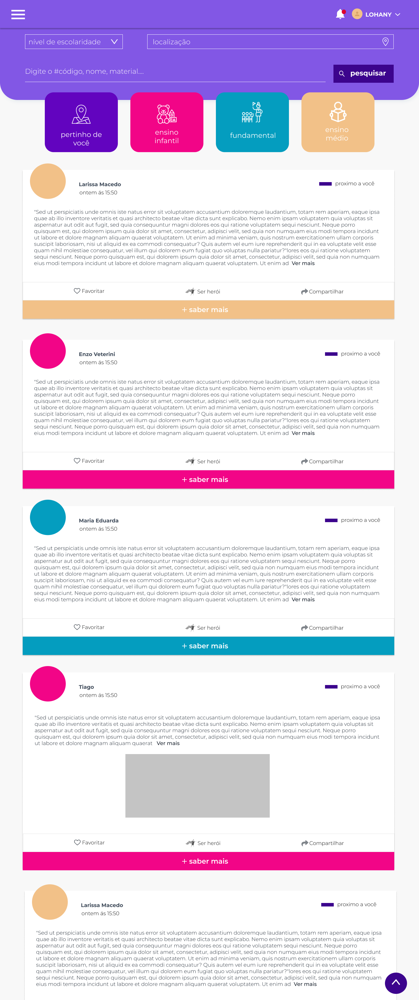 LOHANY
nível de escolaridade
localização
Digite o #código, nome, material....
pesquisar
pertinho de
você
ensino
infantil
fundamental
ensino
médio
Larissa Macedo
proximo a você
ontem ás 15:50
"Sed ut perspiciatis unde omnis iste natus error sit voluptatem accusantium doloremque laudantium, totam rem aperiam, eaque ipsa
quae ab illo inventore veritatis et quasi architecto beatae vitae dicta sunt explicabo. Nemo enim ipsam voluptatem quia voluptas sit
aspernatur aut odit aut fugit, sed quia consequuntur magni dolores eos qui ratione voluptatem sequi nesciunt. Neque porro
quisquam est, qui dolorem ipsum quia dolor sit amet, consectetur, adipisci velit, sed quia non numquam eius modi tempora incidunt
ut labore et dolore magnam aliquam quaerat voluptatem. Ut enim ad minima veniam, quis nostrum exercitationem ullam corporis
suscipit laboriosam, nisi ut aliquid ex ea commodi consequatur? Quis autem vel eum iure reprehenderit qui in ea voluptate velit esse
quam nihil molestiae consequatur, vel illum qui dolorem eum fugiat quo voluptas nulla pariatur?"lores eos qui ratione voluptatem
sequi nesciunt. Neque porro quisquam est, qui dolorem ipsum quia dolor sit amet, consectetur, adipisci velit, sed quia non numquam
eius modi tempora incidunt ut labore et dolore magnam aliquam quaerat voluptatem. Ut enim ad Ver mais
Favoritar
Ser herói
Compartilhar
+ saber mais
Enzo Veterini
proximo a você
ontem ás 15:50
"Sed ut perspiciatis unde omnis iste natus error sit voluptatem accusantium doloremque laudantium, totam rem aperiam, eaque ipsa
quae ab illo inventore veritatis et quasi architecto beatae vitae dicta sunt explicabo. Nemo enim ipsam voluptatem quia voluptas sit
aspernatur aut odit aut fugit, sed quia consequuntur magni dolores eos qui ratione voluptatem sequi nesciunt. Neque porro
quisquam est, qui dolorem ipsum quia dolor sit amet, consectetur, adipisci velit, sed quia non numquam eius modi tempora incidunt
ut labore et dolore magnam aliquam quaerat voluptatem. Ut enim ad minima veniam, quis nostrum exercitationem ullam corporis
suscipit laboriosam, nisi ut aliquid ex ea commodi consequatur? Quis autem vel eum iure reprehenderit qui in ea voluptate velit esse
quam nihil molestiae consequatur, vel illum qui dolorem eum fugiat quo voluptas nulla pariatur?"lores eos qui ratione voluptatem
sequi nesciunt. Neque porro quisquam est, qui dolorem ipsum quia dolor sit amet, consectetur, adipisci velit, sed quia non numquam
eius modi tempora incidunt ut labore et dolore magnam aliquam quaerat voluptatem. Ut enim ad Ver mais
Favoritar
Ser herói
Compartilhar
+ saber mais
Maria Eduarda
proximo a você
ontem ás 15:50
"Sed ut perspiciatis unde omnis iste natus error sit voluptatem accusantium doloremque laudantium, totam rem aperiam, eaque ipsa
quae ab illo inventore veritatis et quasi architecto beatae vitae dicta sunt explicabo. Nemo enim ipsam voluptatem quia voluptas sit
aspernatur aut odit aut fugit, sed quia consequuntur magni dolores eos qui ratione voluptatem sequi nesciunt. Neque porro
quisquam est, qui dolorem ipsum quia dolor sit amet, consectetur, adipisci velit, sed quia non numquam eius modi tempora incidunt
ut labore et dolore magnam aliquam quaerat voluptatem. Ut enim ad minima veniam, quis nostrum exercitationem ullam corporis
suscipit laboriosam, nisi ut aliquid ex ea commodi consequatur? Quis autem vel eum iure reprehenderit qui in ea voluptate velit esse
quam nihil molestiae consequatur, vel illum qui dolorem eum fugiat quo voluptas nulla pariatur?"lores eos qui ratione voluptatem
sequi nesciunt. Neque porro quisquam est, qui dolorem ipsum quia dolor sit amet, consectetur, adipisci velit, sed quia non numquam
eius modi tempora incidunt ut labore et dolore magnam aliquam quaerat voluptatem. Ut enim ad Ver mais
Favoritar
Ser herói
Compartilhar
+ saber mais
Tiago
proximo a você
ontem ás 15:50
"Sed ut perspiciatis unde omnis iste natus error sit voluptatem accusantium doloremque laudantium, totam rem aperiam, eaque ipsa
quae ab illo inventore veritatis et quasi architecto beatae vitae dicta sunt explicabo. Nemo enim ipsam voluptatem quia voluptas sit
aspernatur aut odit aut fugit, sed quia consequuntur magni dolores eos qui ratione voluptatem sequi nesciunt. Neque porro
quisquam est, qui dolorem ipsum quia dolor sit amet, consectetur, adipisci velit, sed quia non numquam eius modi tempora incidunt
ut labore et dolore magnam aliquam quaerat Ver mais
Favoritar
Ser herói
Compartilhar
+ saber mais
Larissa Macedo
proximo a você
ontem ás 15:50
"Sed ut perspiciatis unde omnis iste natus error sit voluptatem accusantium doloremque laudantium, totam rem aperiam, eaque ipsa
quae ab illo inventore veritatis et quasi architecto beatae vitae dicta sunt explicabo. Nemo enim ipsam voluptatem quia voluptas sit
aspernatur aut odit aut fugit, sed quia consequuntur magni dolores eos qui ratione voluptatem sequi nesciunt. Neque porro
quisquam est, qui dolorem ipsum quia dolor sit amet, consectetur, adipisci velit, sed quia non numquam eius modi tempora incidunt
ut labore et dolore magnam aliquam quaerat voluptatem. Ut enim ad minima veniam, quis nostrum exercitationem ullam corporis
suscipit laboriosam, nisi ut aliquid ex ea commodi consequatur? Quis autem vel eum iure reprehenderit qui in ea voluptate velit esse
quam nihil molestiae consequatur, vel illum qui dolorem eum fugiat quo voluptas nulla pariatur?"lores eos qui ratione voluptatem
sequi nesciunt. Neque porro quisquam est, qui dolorem ipsum quia dolor sit amet, consectetur, adipisci velit, sed quia non numquam
eius modi tempora incidunt ut labore et dolore magnam aliquam quaerat voluptatem. Ut enim ad Ver mais